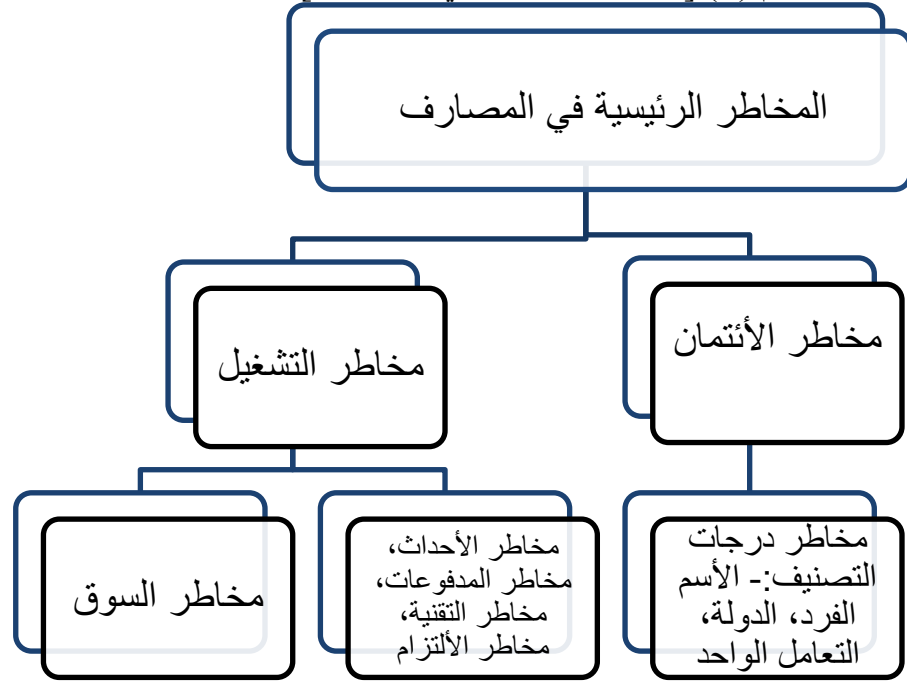 المخاطر الرئيسية في المصارف
مخاطر الأئتمان
مخاطر التشغيل
مخاطر درجات
التصنيف:- الأسم
الفرد، الدولة،
التعامل الواحد
مخاطر الأحداث،
مخاطر المدفوعات،
مخاطر التقنية،
مخاطر الألتزام
مخاطر السوق